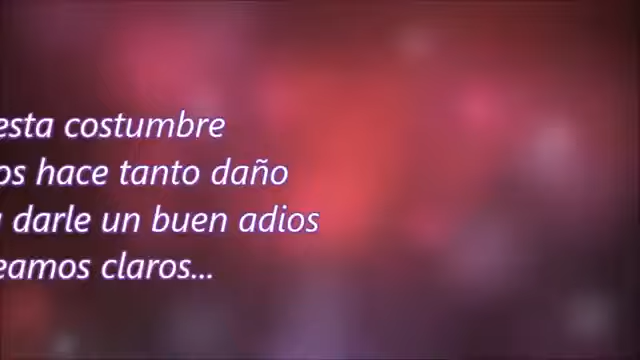 esta costumbre
os hace tanto daño
darle un buen adios
eamos claros...